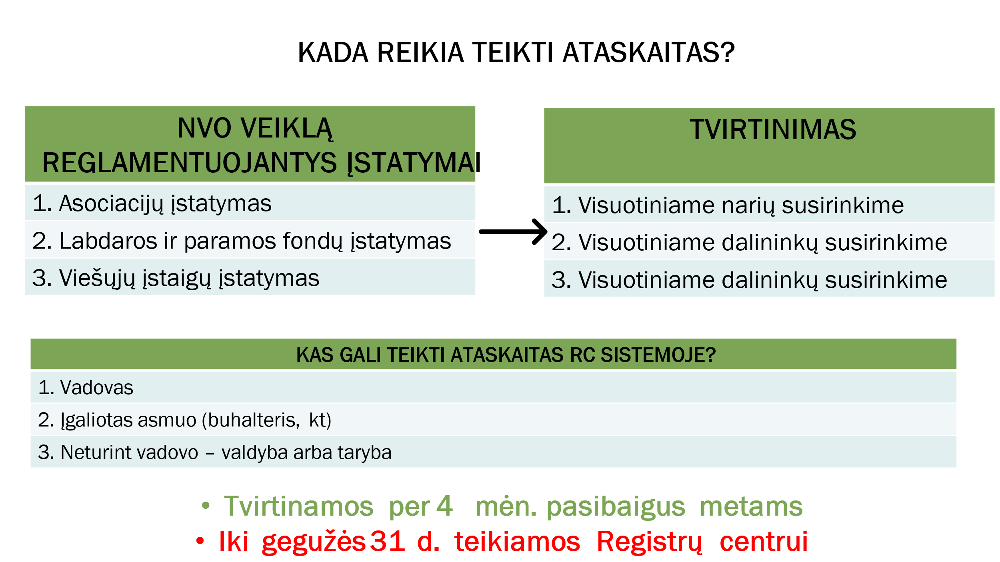 KADA REIKIA TEIKTI ATASKAITAS?
NVO VEIKLĄ
REGLAMENTUOJANTYS ĮSTATYMAI
1. Asociacijų įstatymas
2. Labdaros ir paramos fondų įstatymas
3. Viešųjų įstaigų įstatymas
TVIRTINIMAS
1. Visuotiniame narių susirinkime
2. Visuotiniame dalininkų susirinkime
3. Visuotiniame dalininkų susirinkime
KAS GALI TEIKTI ATASKAITAS RC SISTEMOJE?
1. Vadovas
2. Įgaliotas asmuo (buhalteris, kt)
3. Neturint vadovo – valdyba arba taryba
• Tvirtinamos per 4 mėn. pasibaigus metams
• Iki gegužės 31 d. teikiamos Registrų centrui